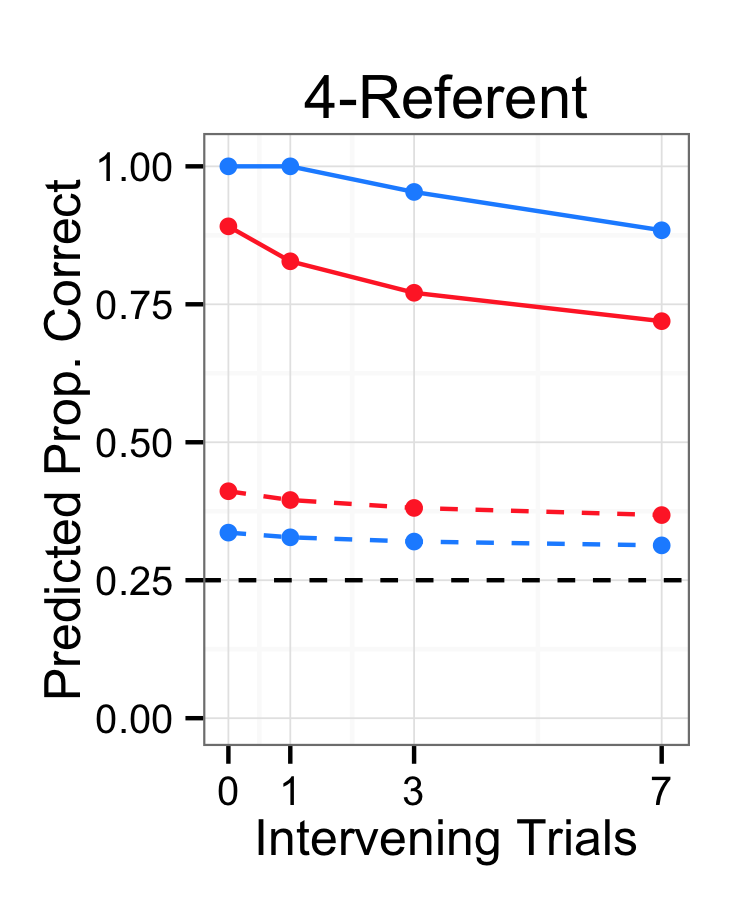 4-Referent
Predicted Prop. Correct
1.00
0.75
0.50
0.25
0.00
0 1 3 7
Intervening Trials